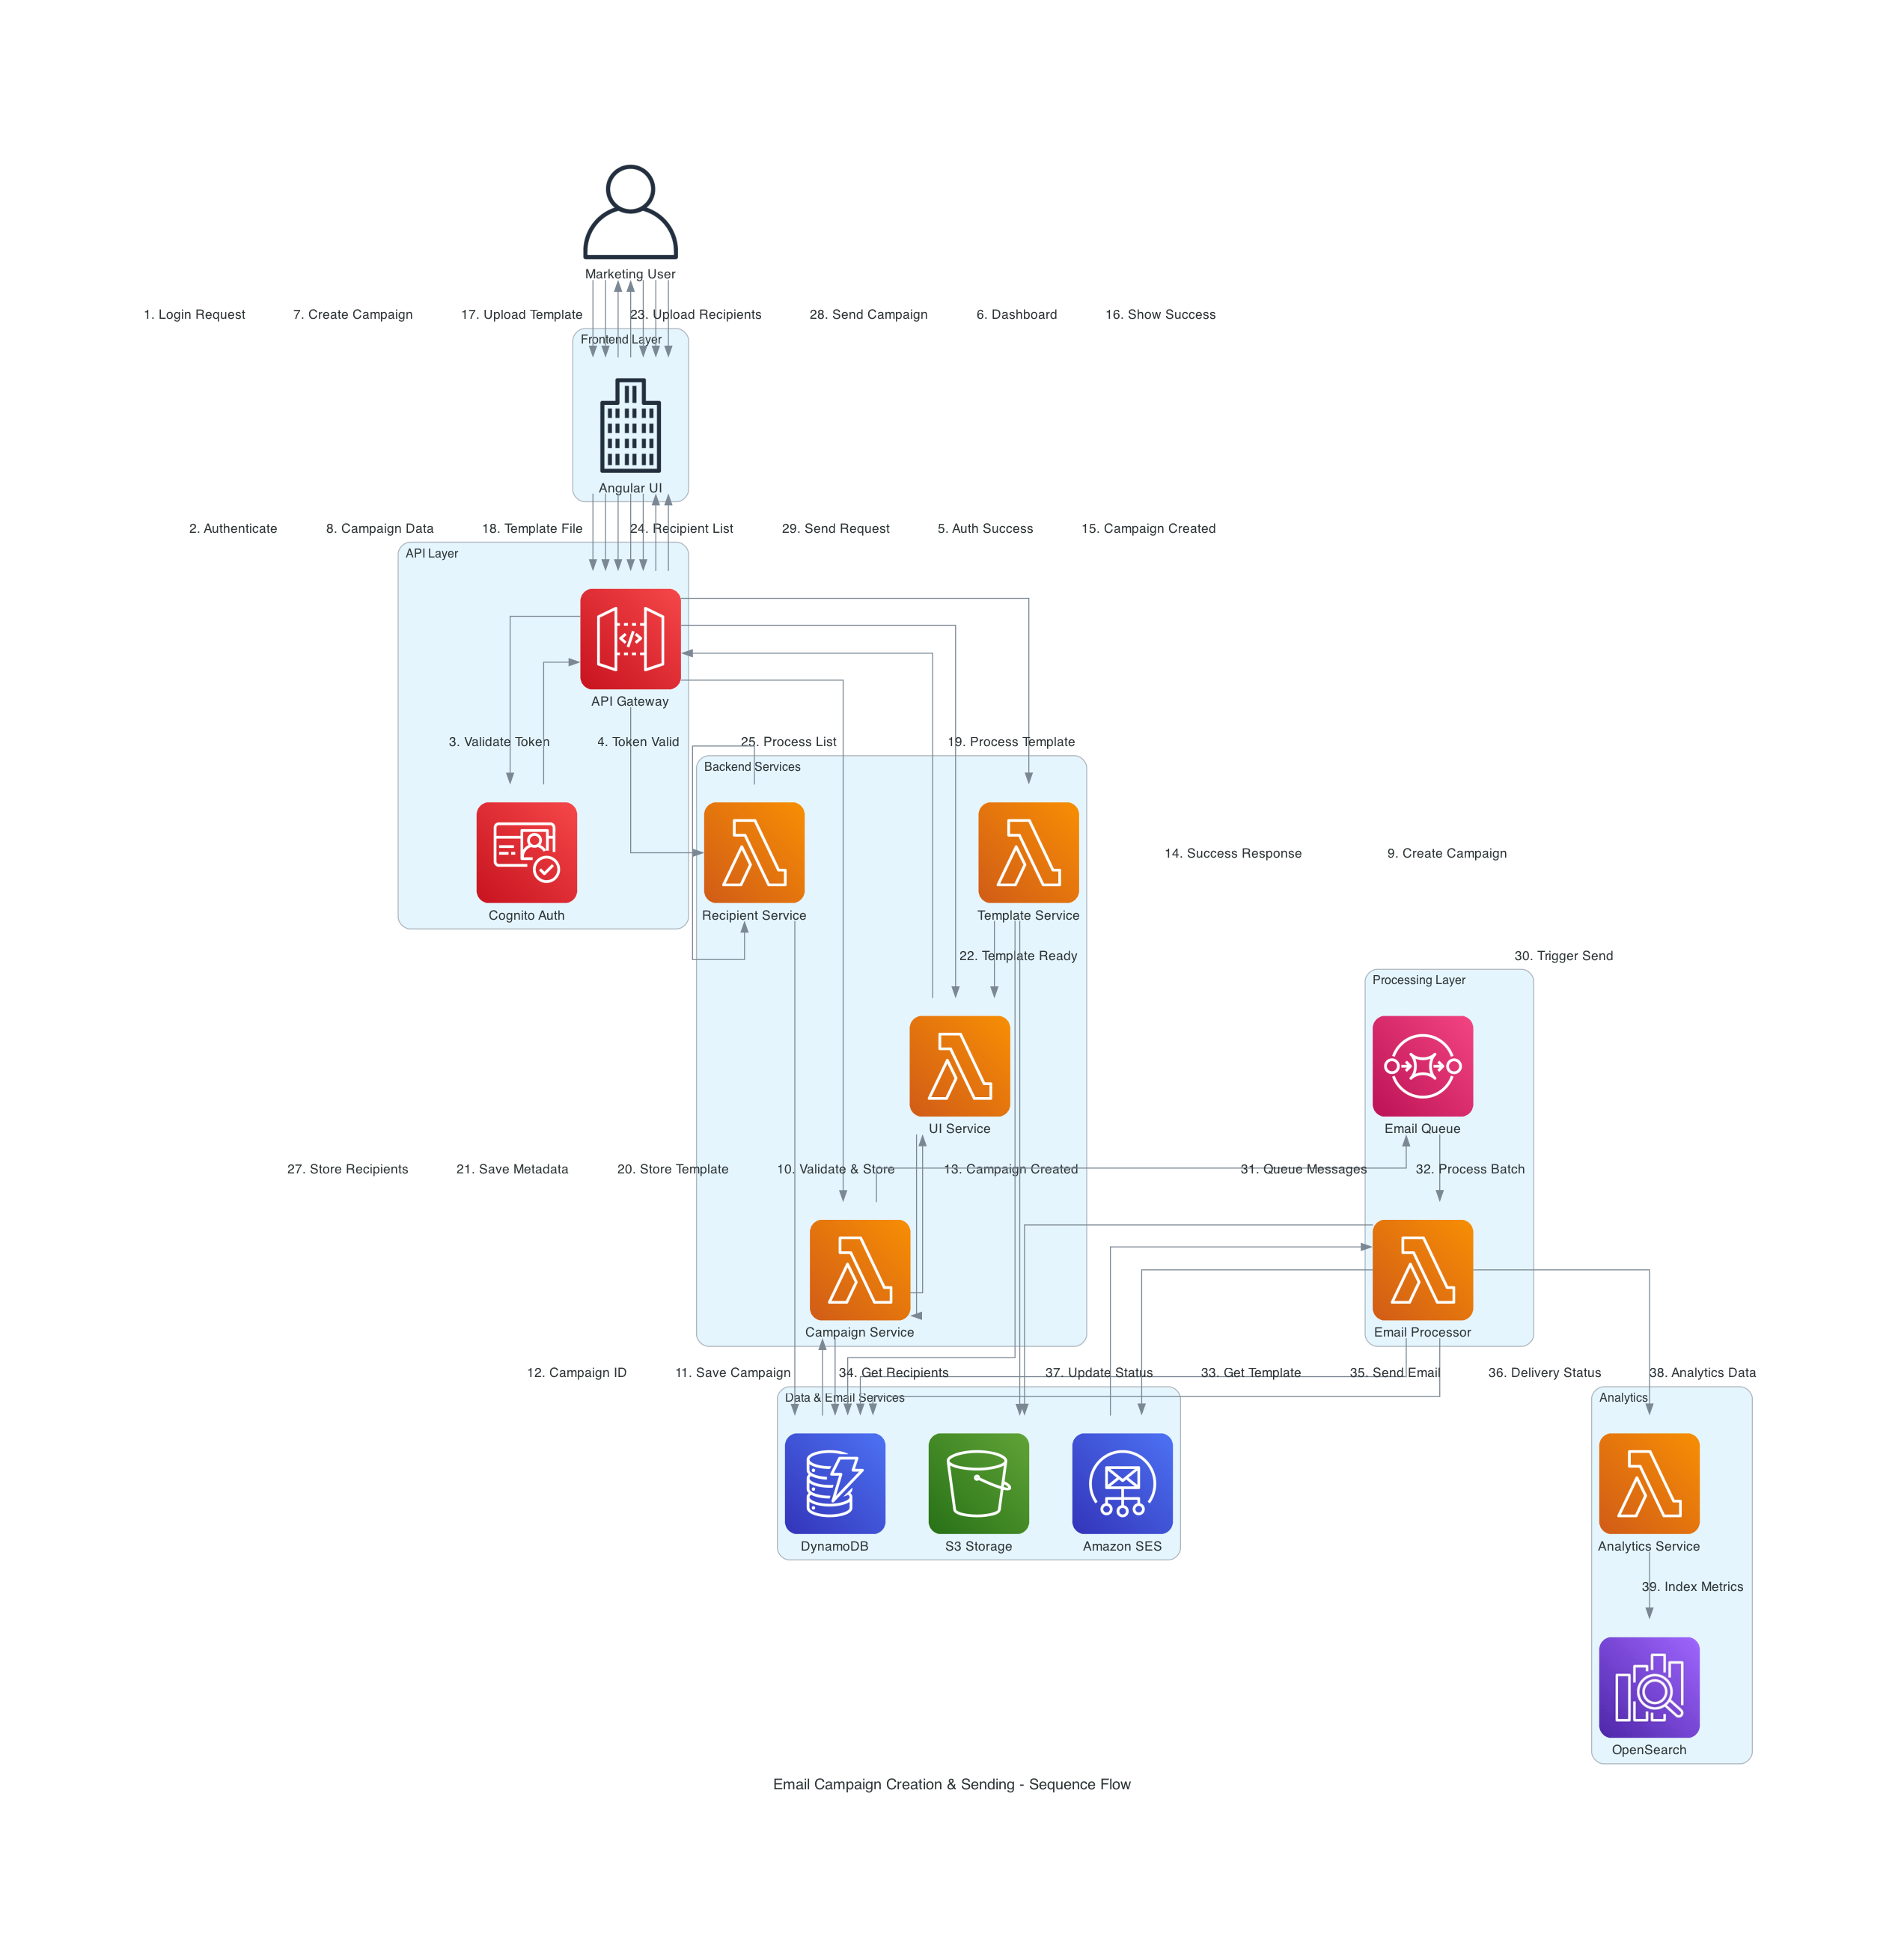 Marketing User
1. Login Request
7. Create Campaign
17. Upload Template
23. Upload Recipients
28. Send Campaign
6. Dashboard
16. Show Success
Frontend Layer
Angular UI
2. Authenticate
8. Campaign Data
18. Template File
24. Recipient List
29. Send Request
5. Auth Success
15. Campaign Created
API Layer
API Gateway
3. Validate Token
4. Token Valid
25. Process List
19. Process Template
Backend Services
14. Success Response
9. Create Campaign
Cognito Auth
Recipient Service
Template Service
22. Template Ready
30. Trigger Send
Processing Layer
UI Service
Email Queue
27. Store Recipients
21. Save Metadata
20. Store Template
10. Validate & Store
13. Campaign Created
31. Queue Messages
32. Process Batch
Campaign Service
Email Processor
12. Campaign ID
11. Save Campaign
34. Get Recipients
37. Update Status
33. Get Template
35. Send Email
36. Delivery Status
38. Analytics Data
Data & Email Services
Analytics
DynamoDB
S3 Storage
Amazon SES
Analytics Service
39. Index Metrics
OpenSearch
Email Campaign Creation & Sending - Sequence Flow